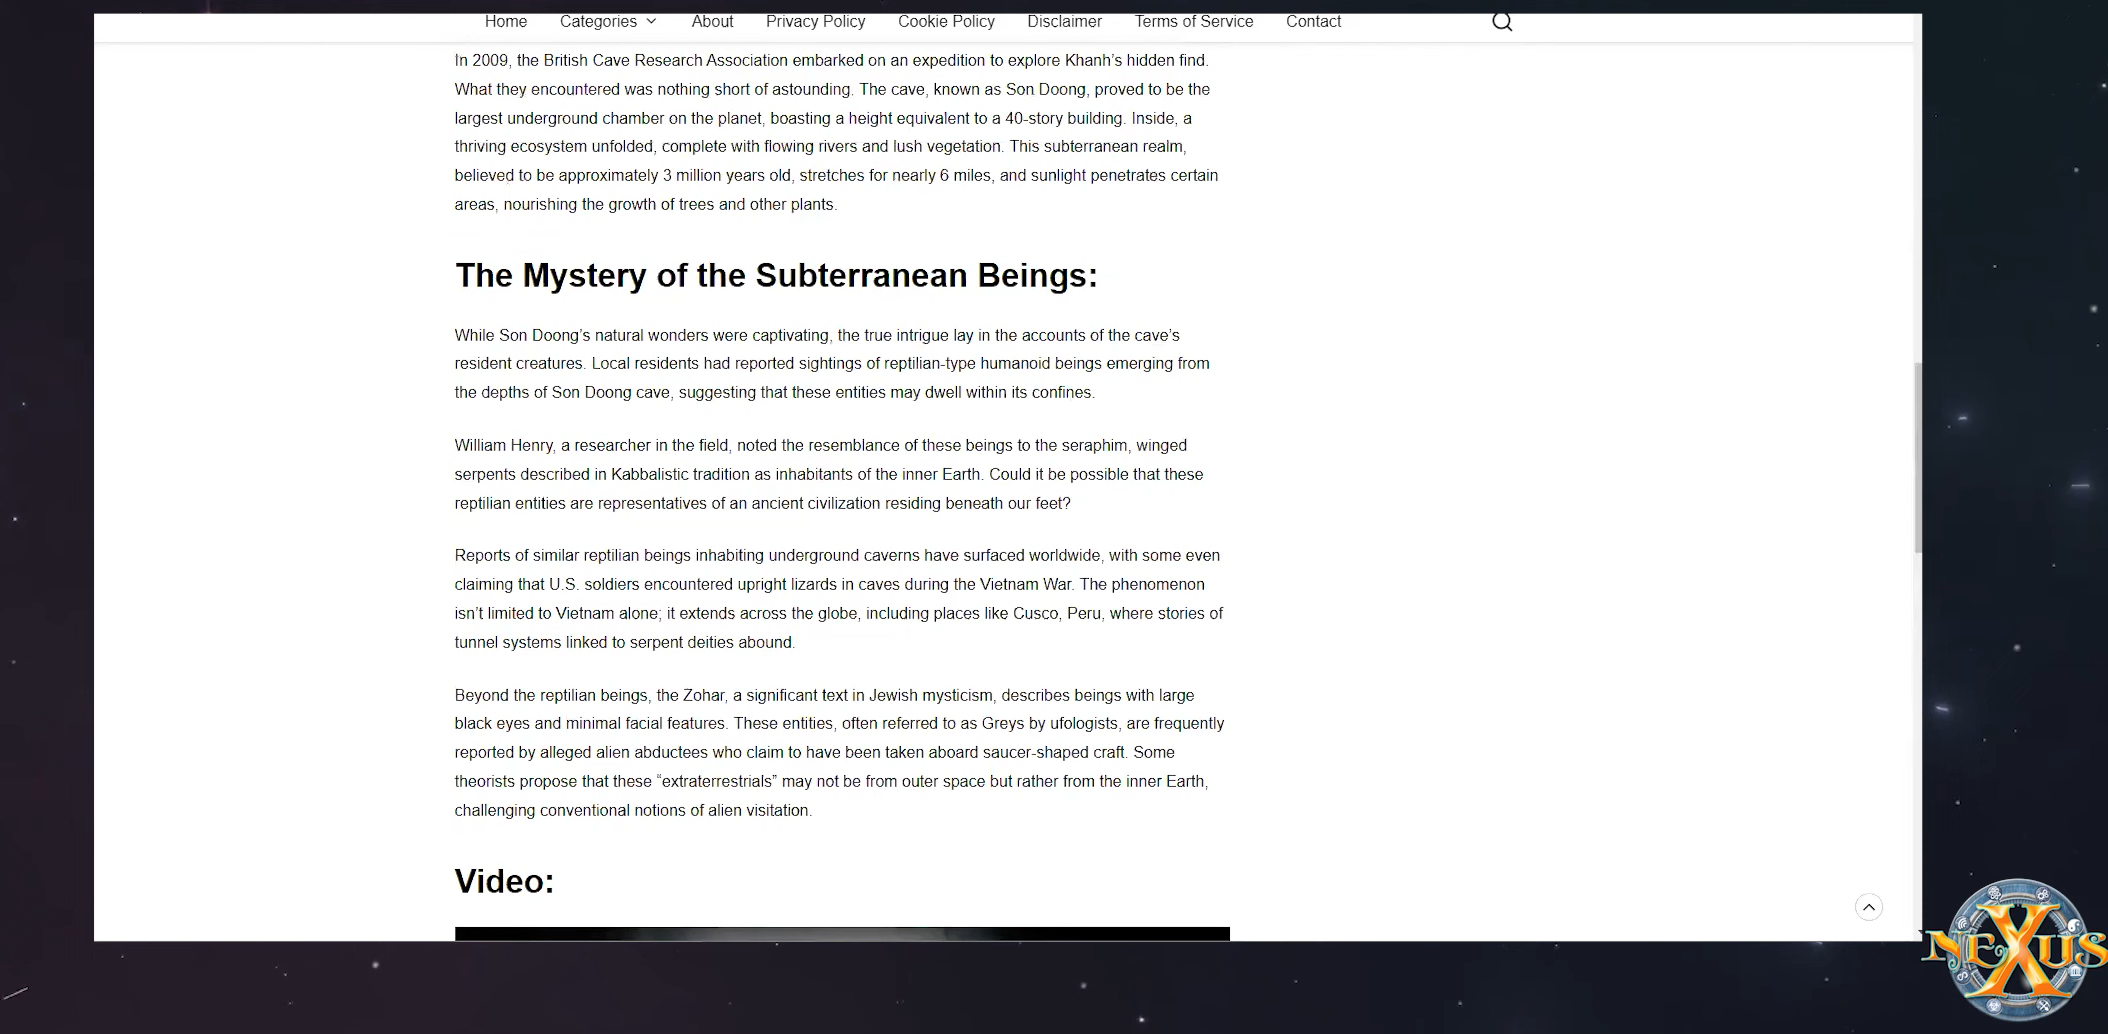 Home Categories About Privacy Policy Cookie Policy Disclaimer Terms of Service Contact
In 2009, the British Cave Research Association embarked on an expedition to explore Khanh’s hidden find.
What they encountered was nothing short of astounding. The cave, known as Son Doong, proved to be the
largest underground chamber on the planet, boasting a height equivalent to a 40-story building. Inside, a
thriving ecosystem unfolded, complete with flowing rivers and lush vegetation. This subterranean realm,
believed to be approximately 3 million years old, stretches for nearly 6 miles, and sunlight penetrates certain
areas, nourishing the growth of trees and other plants.
The Mystery of the Subterranean Beings:
While Son Doong’s natural wonders were captivating, the true intrigue lay in the accounts of the cave’s
resident creatures. Local residents had reported sightings of reptilian-type humanoid beings emerging from
the depths of Son Doong cave, suggesting that these entities may dwell within its confines.
William Henry, a researcher in the field, noted the resemblance of these beings to the seraphim, winged
serpents described in Kabbalistic tradition as inhabitants of the inner Earth. Could it be possible that these
reptilian entities are representatives of an ancient civilization residing beneath our feet?
Reports of similar reptilian beings inhabiting underground caverns have surfaced worldwide, with some even
claiming that U.S. soldiers encountered upright lizards in caves during the Vietnam War. The phenomenon
isn’t limited to Vietnam alone; it extends across the globe, including places like Cusco, Peru, where stories of
tunnel systems linked to serpent deities abound.
Beyond the reptilian beings, the Zohar, a significant text in Jewish mysticism, describes beings with large
black eyes and minimal facial features. These entities, often referred to as Greys by ufologists, are frequently
reported by alleged alien abductees who claim to have been taken aboard saucer-shaped craft. Some
theorists propose that these “extraterrestrials” may not be from outer space but rather from the inner Earth,
challenging conventional notions of alien visitation.
Video:
NEXUS